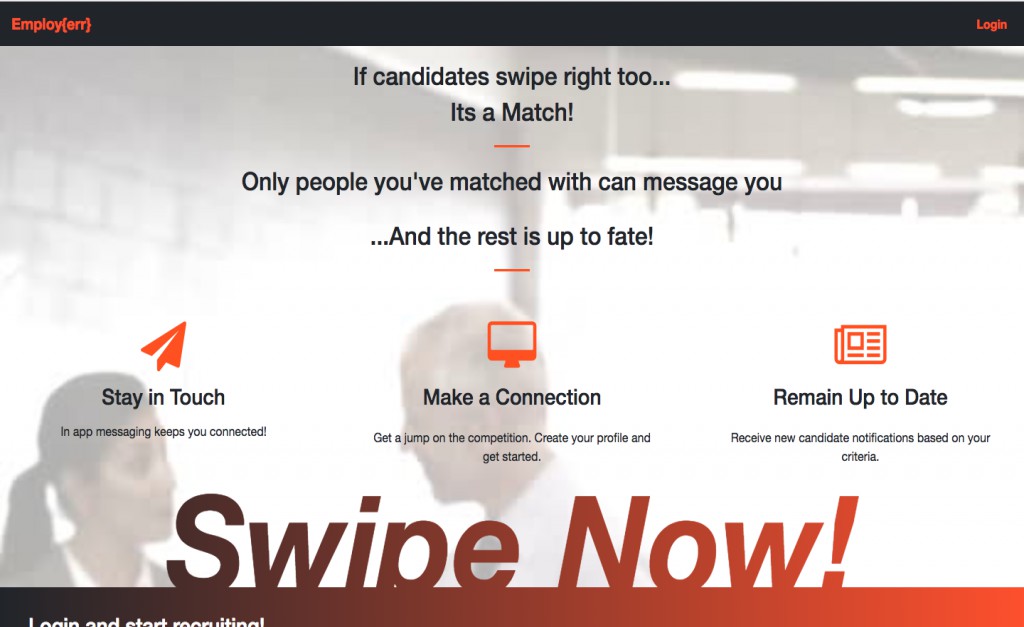 Employ{err}
Login
If candidates swipe right too...
Its a Match!
Only people you've matched with can message you
...And the rest is up to fate!
Stay in Touch
In app messaging keeps you connected!
Make a Connection
Get a jump on the competition. Create your profile and
get started.
Remain Up to Date
Receive new candidate notifications based on your
criteria.
Swipe Now!
Login and start recruiting!